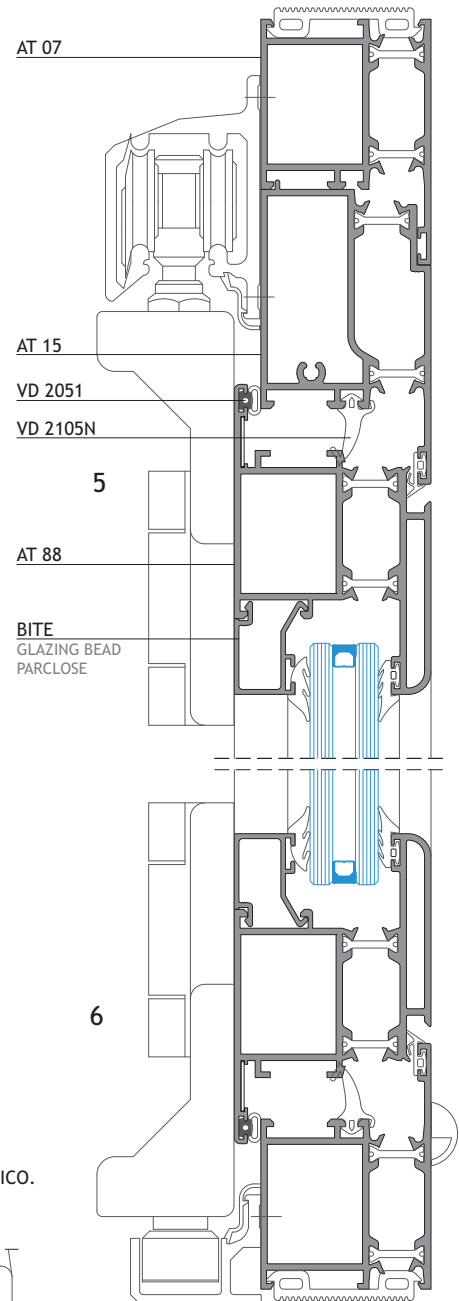 AT 07
AT 15
VD 2051
VD 2105N
5
AT 88
BITE
GLAZING BEAD
PARCLOSE
6
ICO.